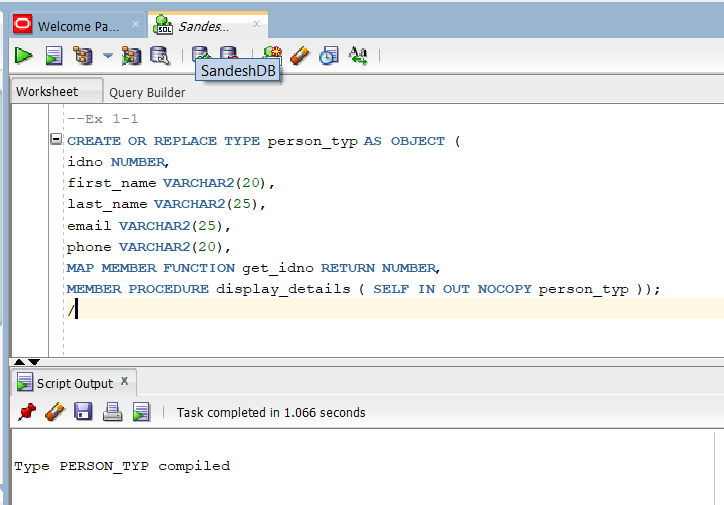 Welcome Pa...
Sandes...
SQL
SandeshDB
Worksheet
Query Builder
--Ex 1-1
CREATE OR REPLACE TYPE person_typ AS OBJECT (
idno NUMBER,
first_name VARCHAR2(20),
last_name VARCHAR2(25),
email VARCHAR2(25),
phone VARCHAR2(20),
MAP MEMBER FUNCTION get_idno RETURN NUMBER,
MEMBER PROCEDURE display_details ( SELF IN OUT NOCOPY person_typ ));
/
Script Output
Task completed in 1.066 seconds
Type PERSON_TYP compiled